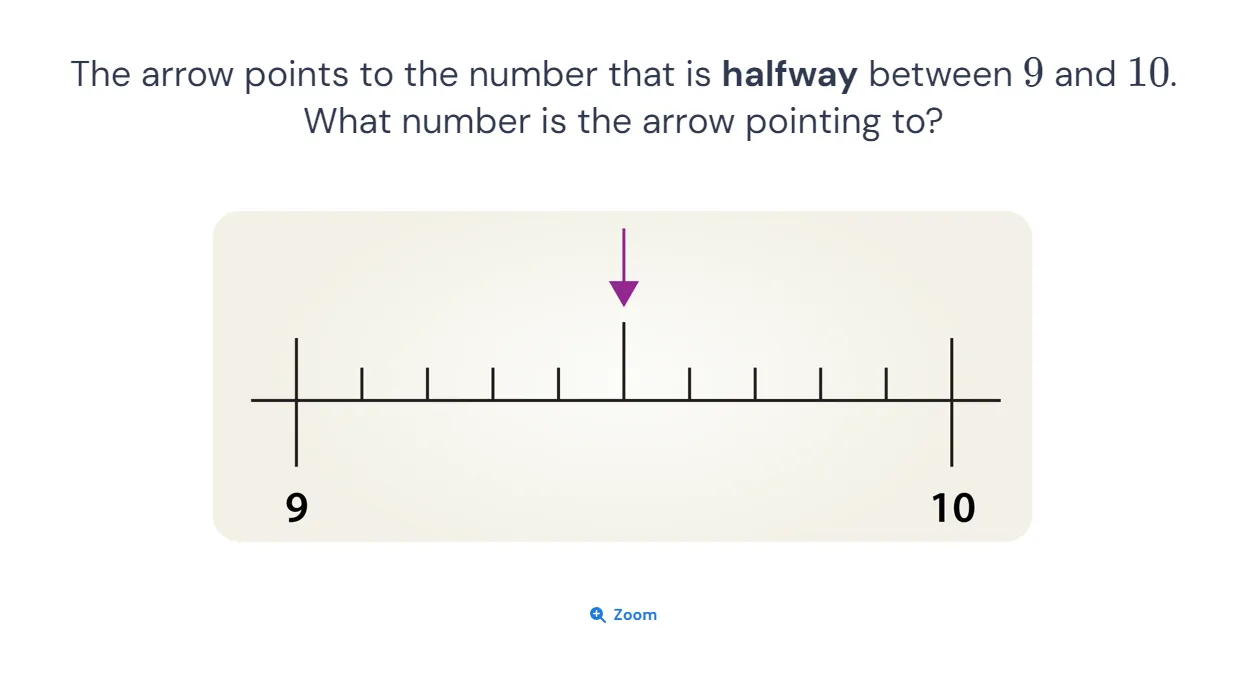 The arrow points to the number that is halfway between 9 and 10.
What number is the arrow pointing to?
9 10
Zoom